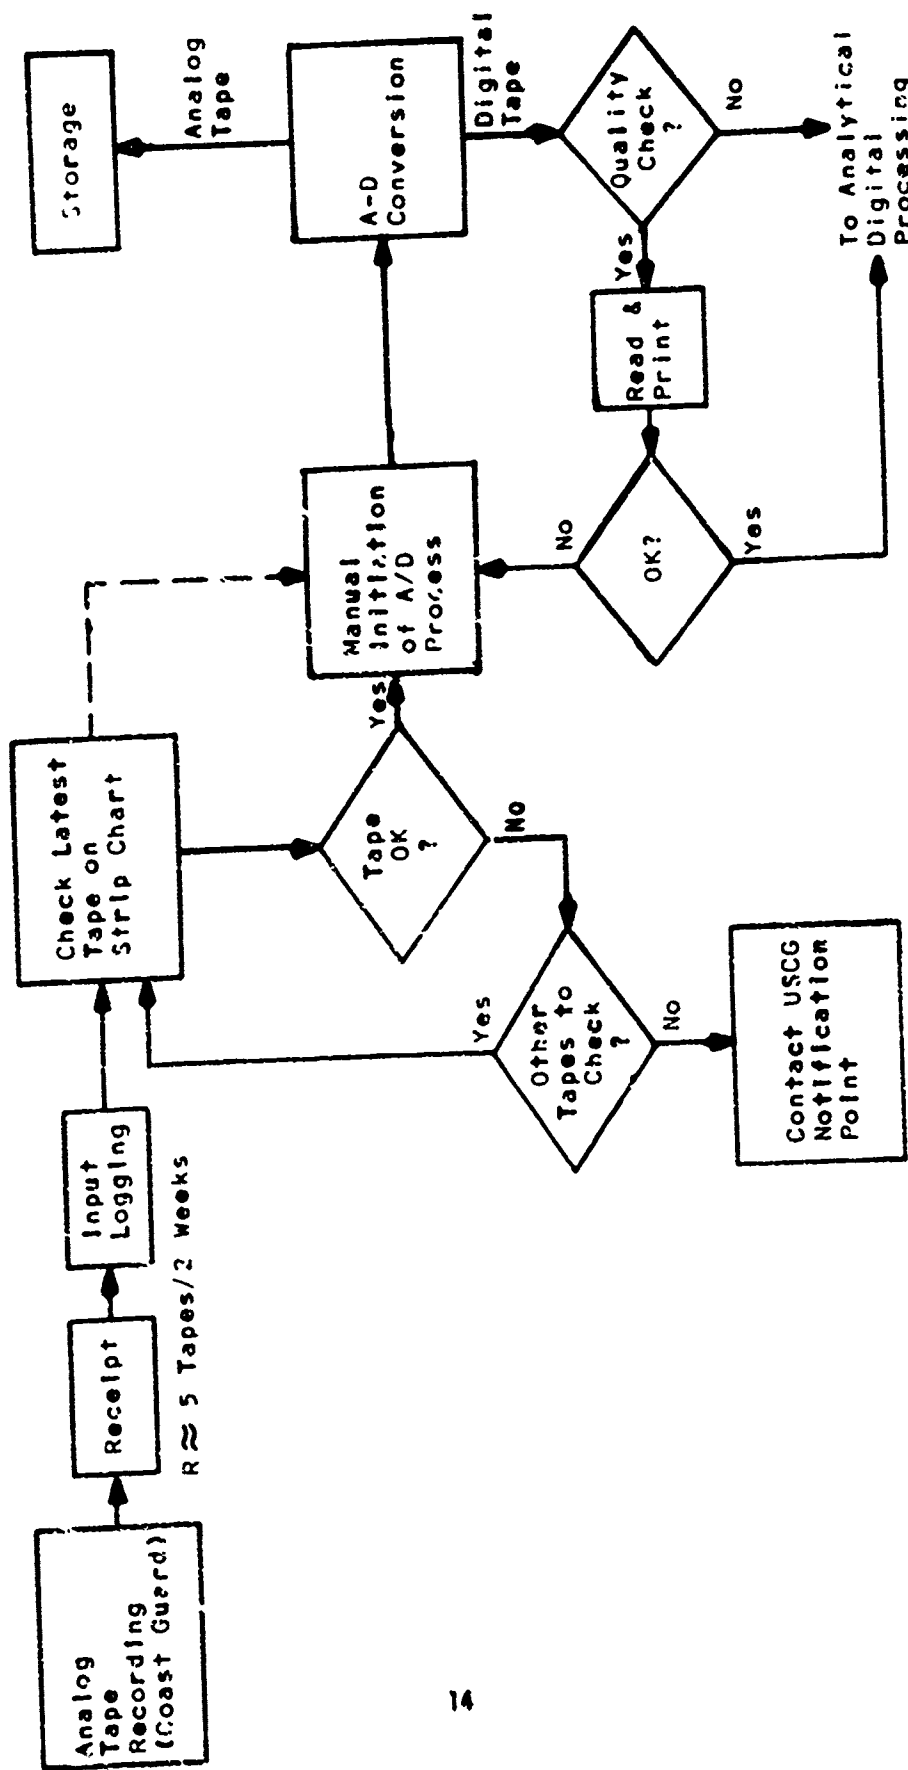 Analog
Tape
Recording
(Coast Guard)
Receipt
R ≈ 5 Tapes/2 Weeks
Input
Logging
Check Latest
Tape on
Strip Chart
Tape
OK
?
Yes
No
Other
Tapes to
Check
?
Yes
No
Contact USCG
Notification
Point
Manual
Initiation
of A/D
Process
A-D
Conversion
Analog
Tape
Storage
Digital
Tape
Quality
Check
?
Yes
No
Read &
Print
OK?
No
Yes
To Analytical
Digital
Processing
14